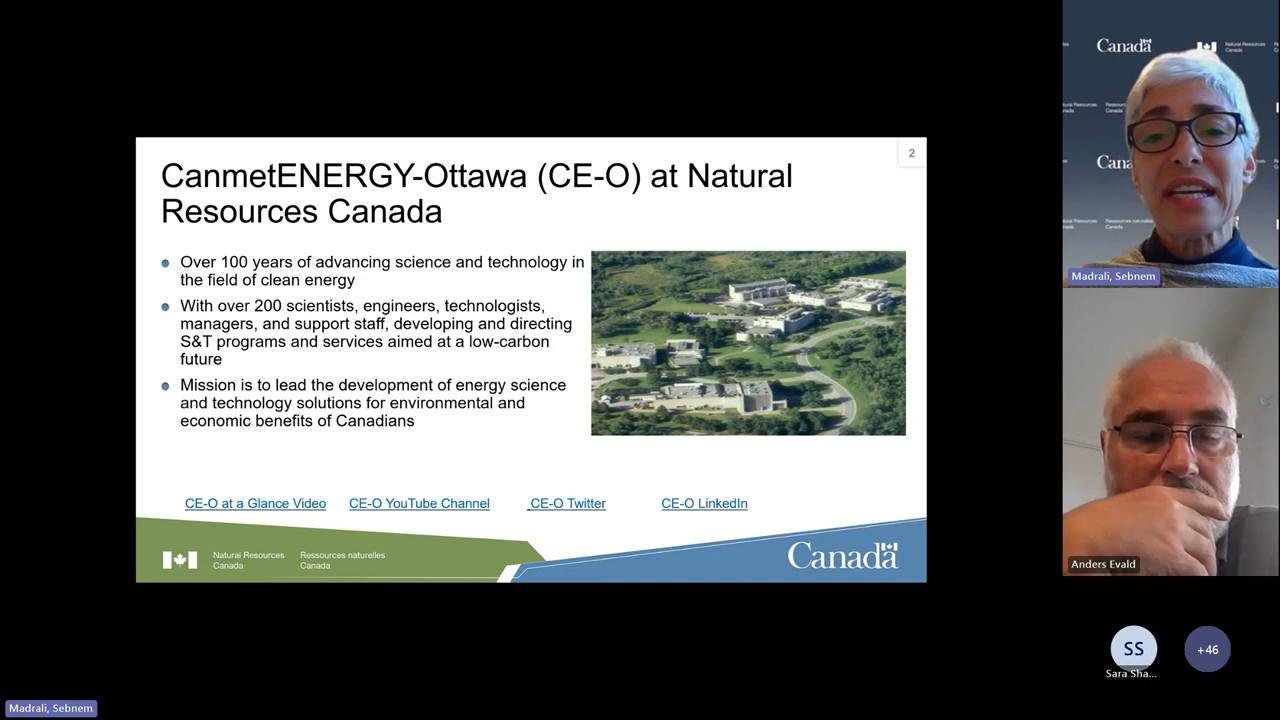 2
CanmetENERGY-Ottawa (CE-O) at Natural
Resources Canada
Over 100 years of advancing science and technology in
the field of clean energy
With over 200 scientists, engineers, technologists,
managers, and support staff, developing and directing
S&T programs and services aimed at a low-carbon
future
Mission is to lead the development of energy science
and technology solutions for environmental and
economic benefits of Canadians
CE-O at a Glance Video
CE-O YouTube Channel
CE-O Twitter
CE-O LinkedIn
Natural Resources
Canada
Ressources naturelles
Canada
Canada
Canada
Natural Resources
Canada
Madrali, Sebnem
Anders Evald
SS
Sara Sha...
+46
Madrali, Sebnem